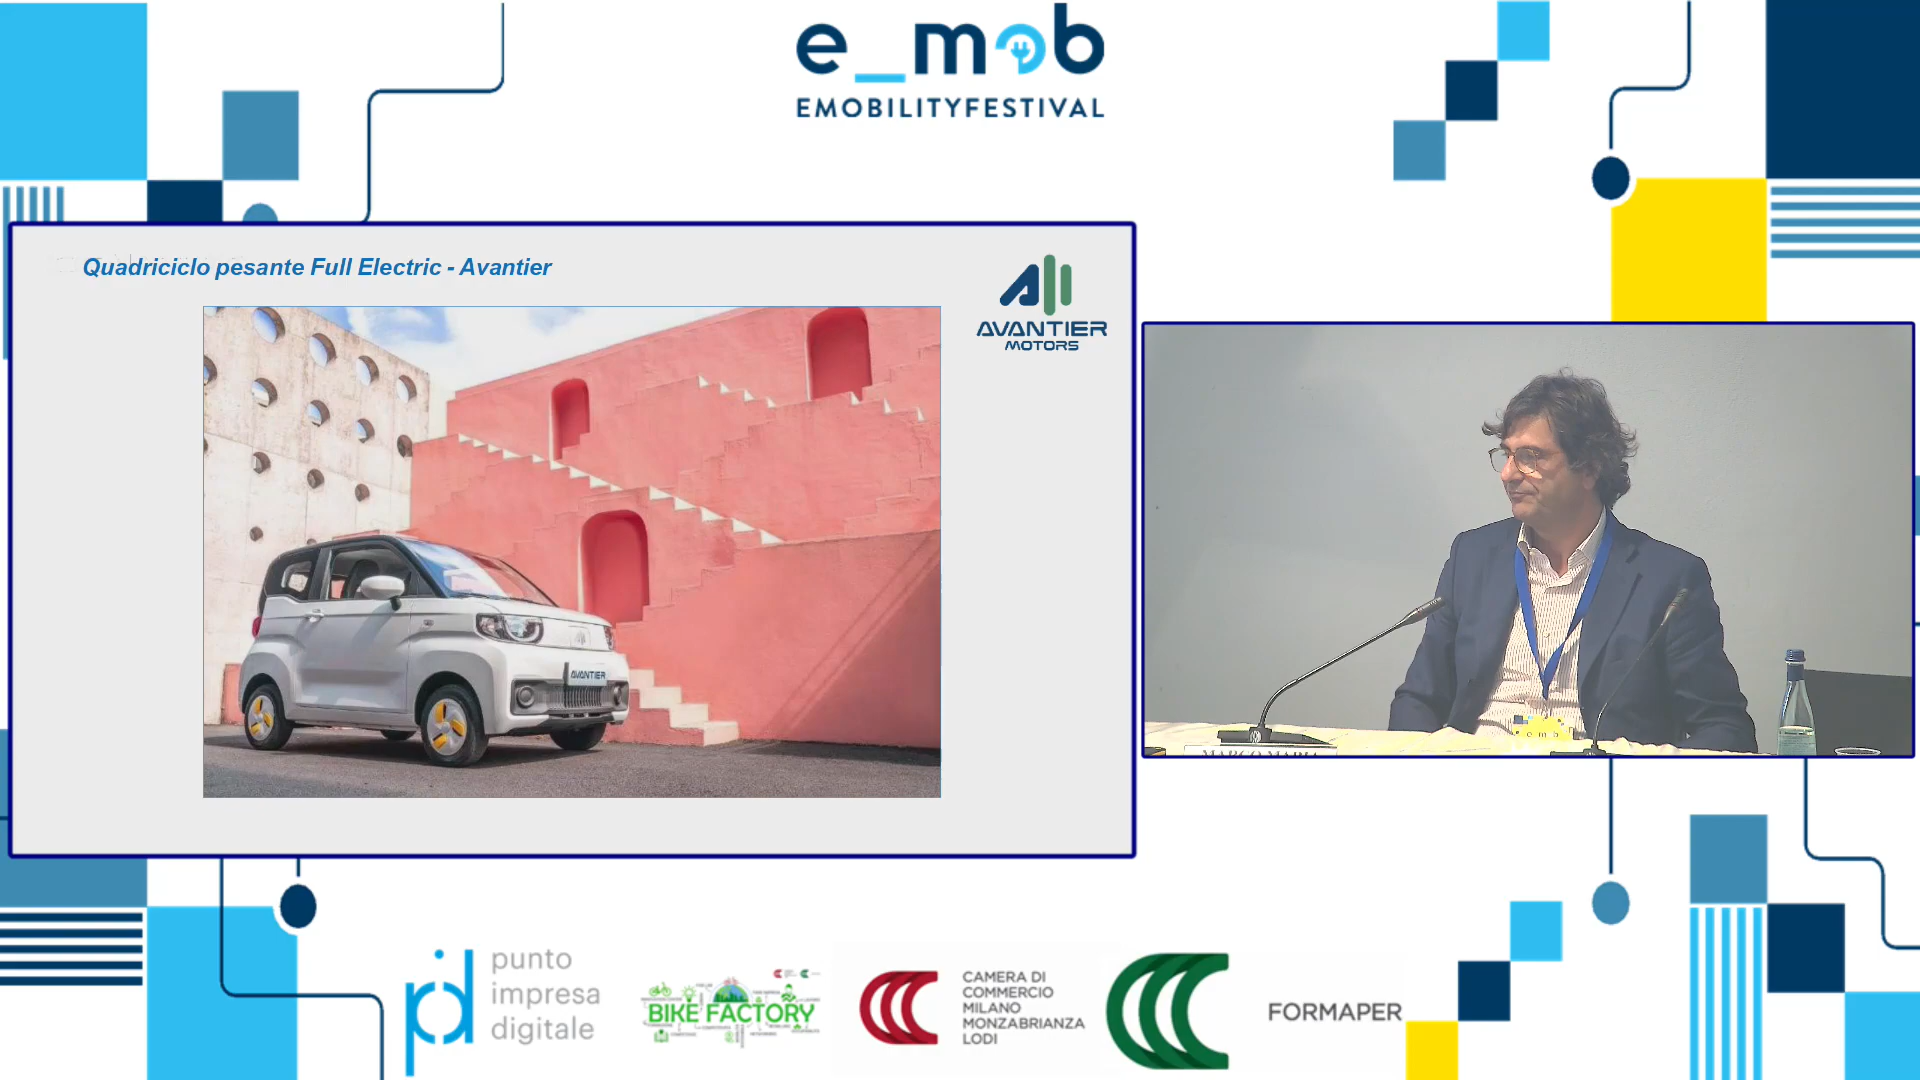 e_mob
EMOBILITYFESTIVAL
Quadriciclo pesante Full Electric - Avantier
AVANTIER
MOTORS
AVANTIER
e_mob
punto
impresa
digitale
BIKE FACTORY
CAMERA DI
COMMERCIO
MILANO
MONZABRIANZA
LODI
FORMAPER